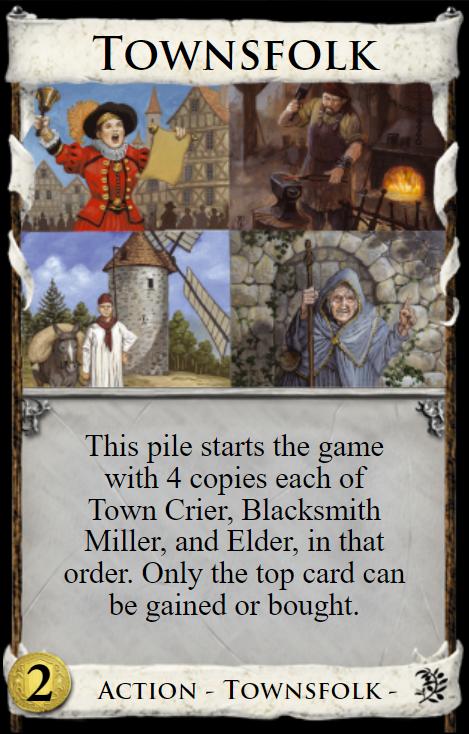 TOWNSFOLK
This pile starts the game
with 4 copies each of
Town Crier, Blacksmith
Miller, and Elder, in that
order. Only the top card can
be gained or bought.
2 ACTION - TOWNSFOLK -